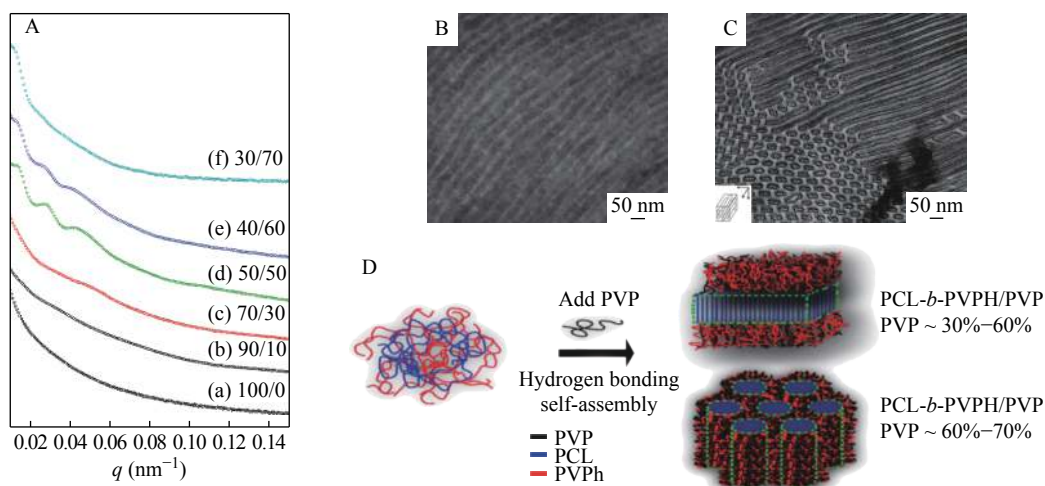 A
(f) 30/70
(e) 40/60
(d) 50/50
(c) 70/30
(b) 90/10
(a) 100/0
0.02 0.04 0.06 0.08 0.10 0.12 0.14
q (nm⁻¹)
B
50 nm
C
50 nm
D
Add PVP
Hydrogen bonding
self-assembly
PVP
PCL
PVPh
PCL-b-PVPH/PVP
PVP ~ 30%−60%
PCL-b-PVPH/PVP
PVP ~ 60%−70%